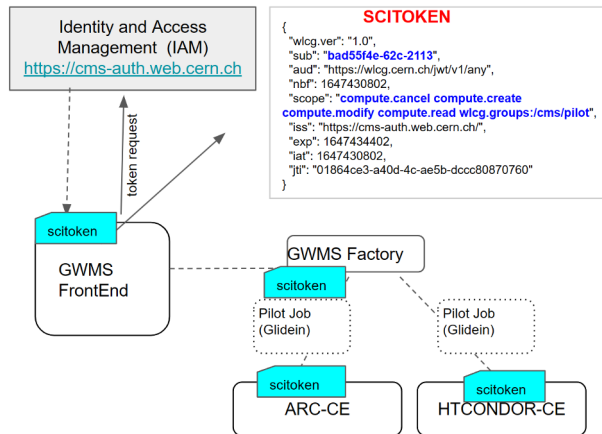 Identity and Access
Management (IAM)
https://cms-auth.web.cern.ch
SCITOKEN
{
"wlcg.ver": "1.0",
"sub": "bad55f4e-62c-2113",
"aud": "https://wlcg.cern.ch/jwt/v1/any",
"nbf": 1647430802,
"scope": "compute.cancel compute.create
compute.modify compute.read wlcg.groups:/cms/pilot",
"iss": "https://cms-auth.web.cern.ch/",
"exp": 1647434402,
"iat": 1647430802,
"jti": "01864ce3-a40d-4c-ae5b-dccc80870760"
}
token request
scitoken
GWMS
FrontEnd
GWMS Factory
scitoken
Pilot Job
(Glidein)
Pilot Job
(Glidein)
scitoken
ARC-CE
scitoken
HTCONDOR-CE